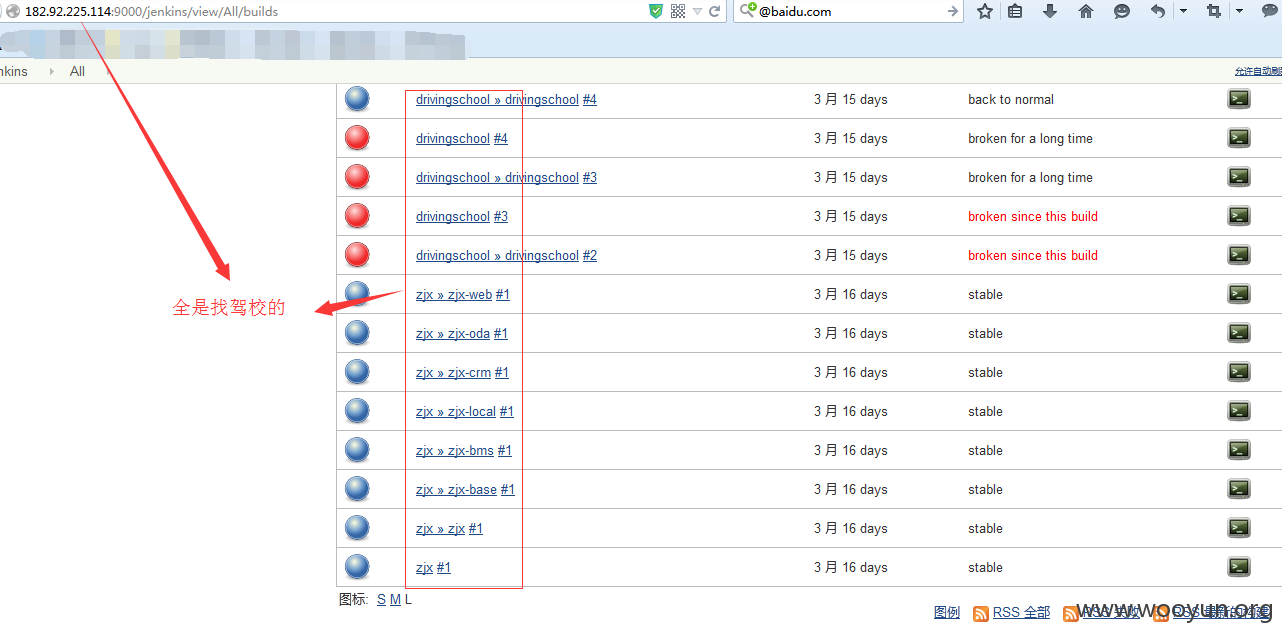 182.92.225.114:9000/jenkins/view/All/builds @baidu.com
nkins All
drivingschool » drivingschool #4 3 月 15 days back to normal
drivingschool #4 3 月 15 days broken for a long time
drivingschool » drivingschool #3 3 月 15 days broken for a long time
drivingschool #3 3 月 15 days broken since this build
drivingschool » drivingschool #2 3 月 15 days broken since this build
zjx » zjx-web #1 3 月 16 days stable
全是找驾校的
zjx » zjx-oda #1 3 月 16 days stable
zjx » zjx-crm #1 3 月 16 days stable
zjx » zjx-local #1 3 月 16 days stable
zjx » zjx-bms #1 3 月 16 days stable
zjx » zjx-base #1 3 月 16 days stable
zjx » zjx #1 3 月 16 days stable
zjx #1 3 月 16 days stable
图标: S M L
图例 RSS 全部 RSS 失败 RSS 最新的构建
www.wooyun.org